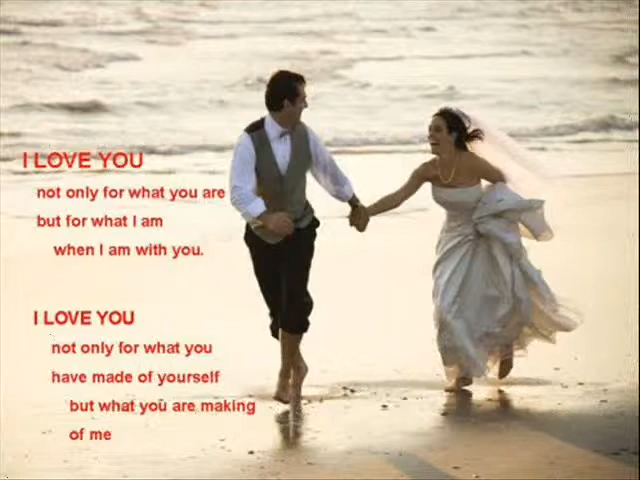 I LOVE YOU
not only for what you are
but for what I am
when I am with you.
I LOVE YOU
not only for what you
have made of yourself
but what you are making
of me